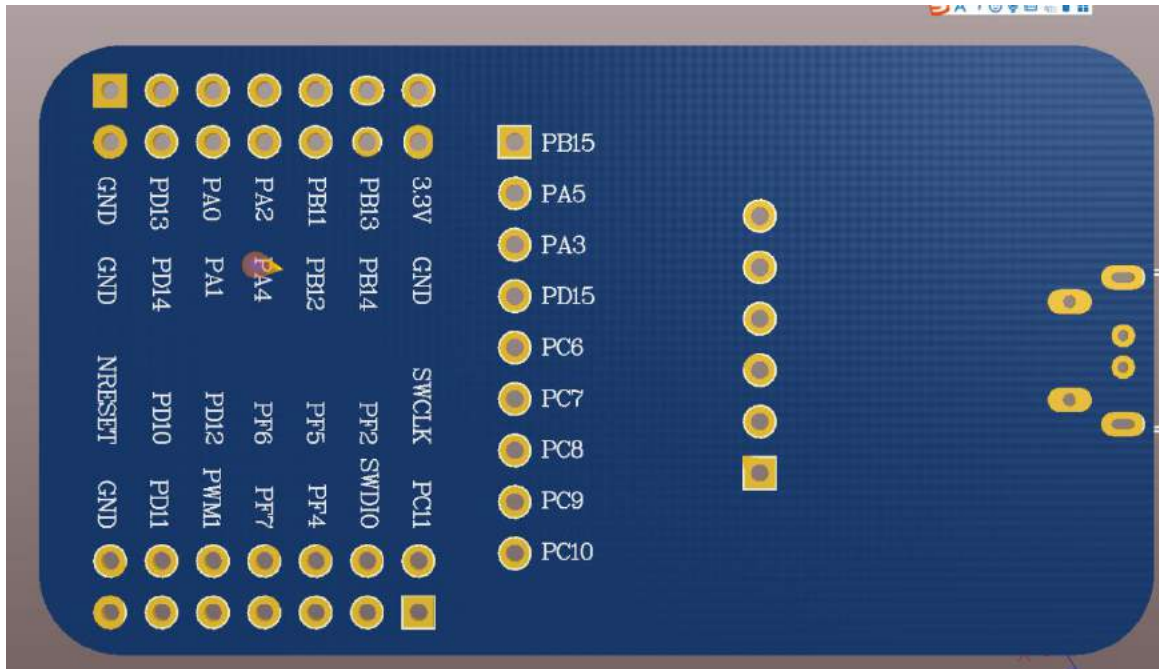 GND PD13 PA0 PA2 PB11 PB13 3.3V
GND PD14 PA1 PA4 PB12 PB14 GND
NRESET PD10 PD12 PF6 PF5 PF2 SWCLK
GND PD11 PWM1 PF7 PF4 SWDIO PC11
PB15
PA5
PA3
PD15
PC6
PC7
PC8
PC9
PC10